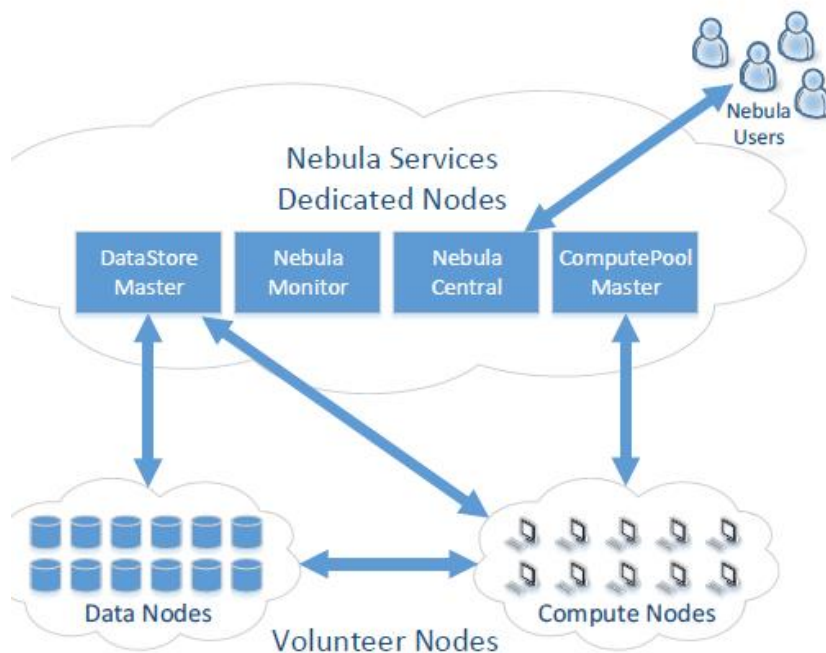 Nebula
Users
Nebula Services
Dedicated Nodes
DataStore
Master
Nebula
Monitor
Nebula
Central
ComputePool
Master
Data Nodes
Compute Nodes
Volunteer Nodes